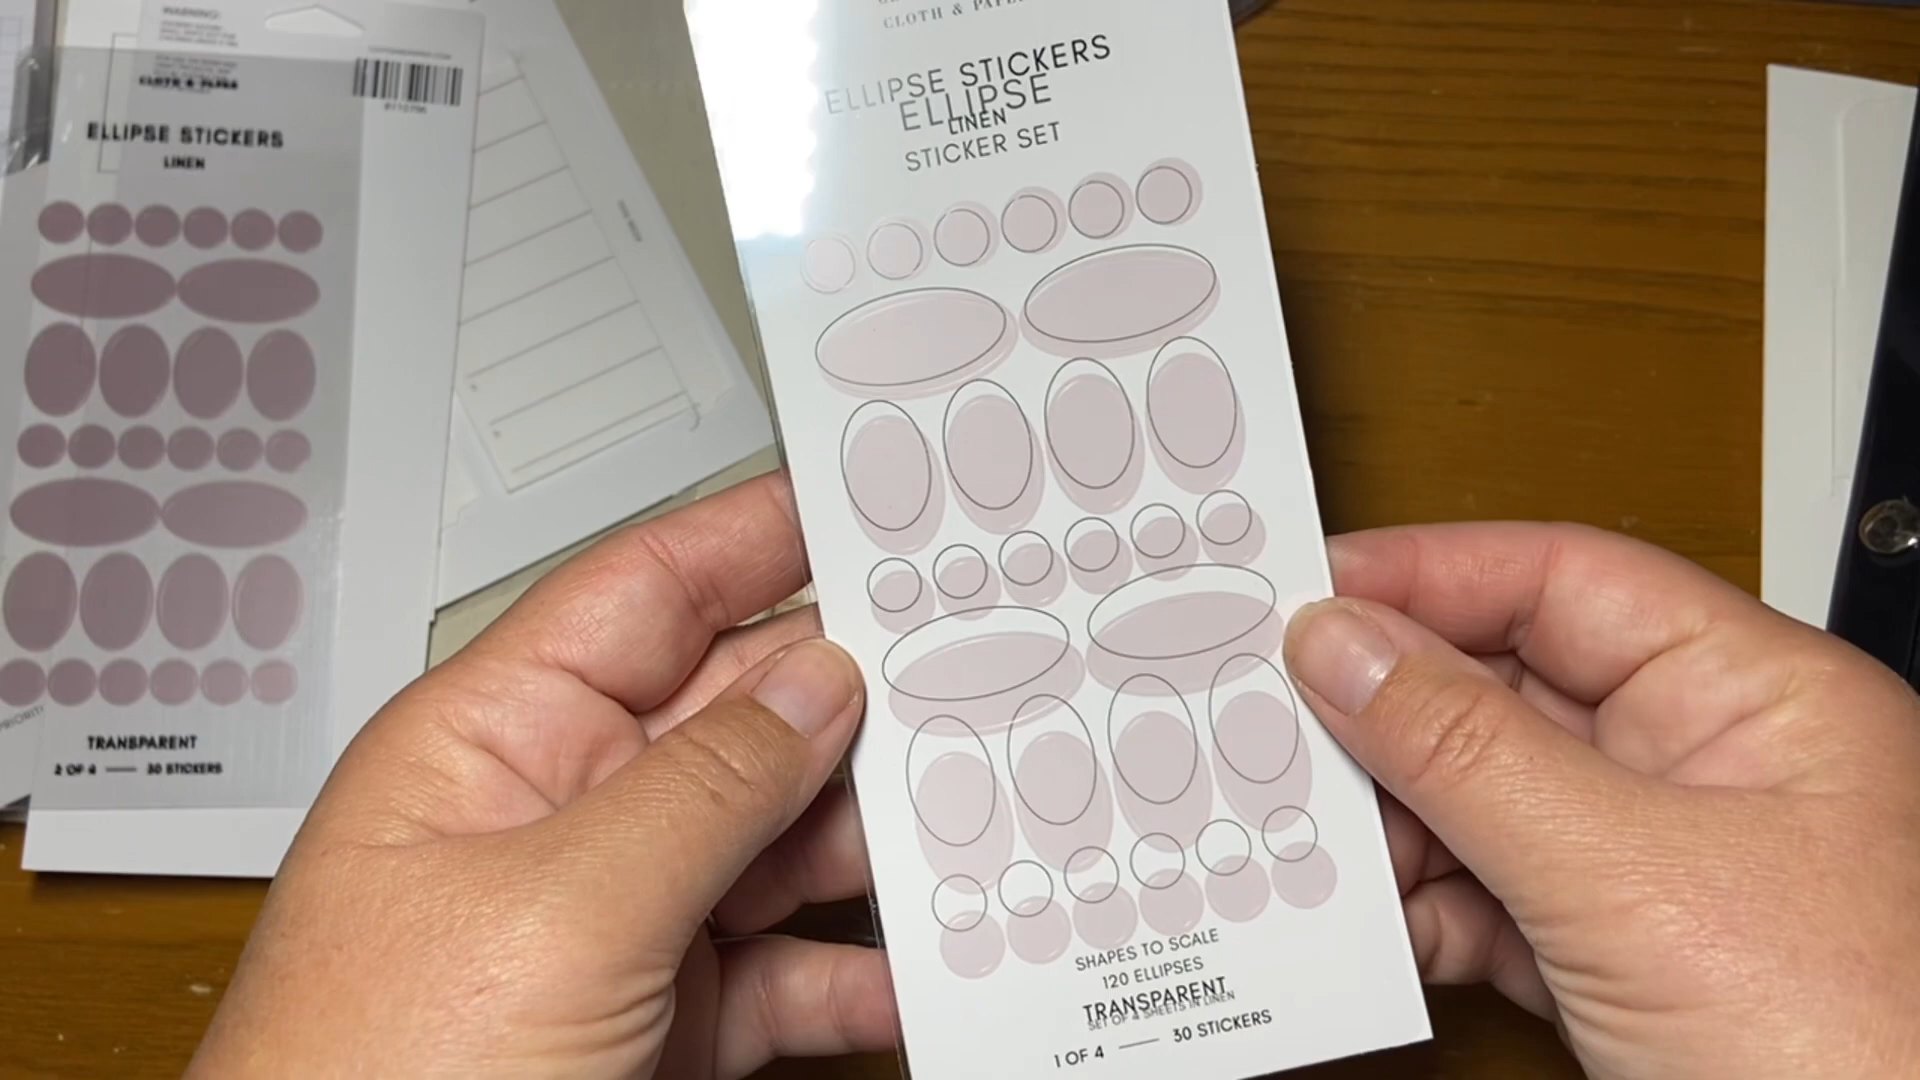 WARNING:
CLOTH & PAPER
ELLIPSE STICKERS
LINEN
TRANSPARENT
2 OF 4 — 30 STICKERS
CLOTH & PAPER
ELLIPSE STICKERS
ELLIPSE
LINEN
STICKER SET
SHAPES TO SCALE
120 ELLIPSES
TRANSPARENT
SET OF 4 SHEETS IN LINEN
1 OF 4 — 30 STICKERS